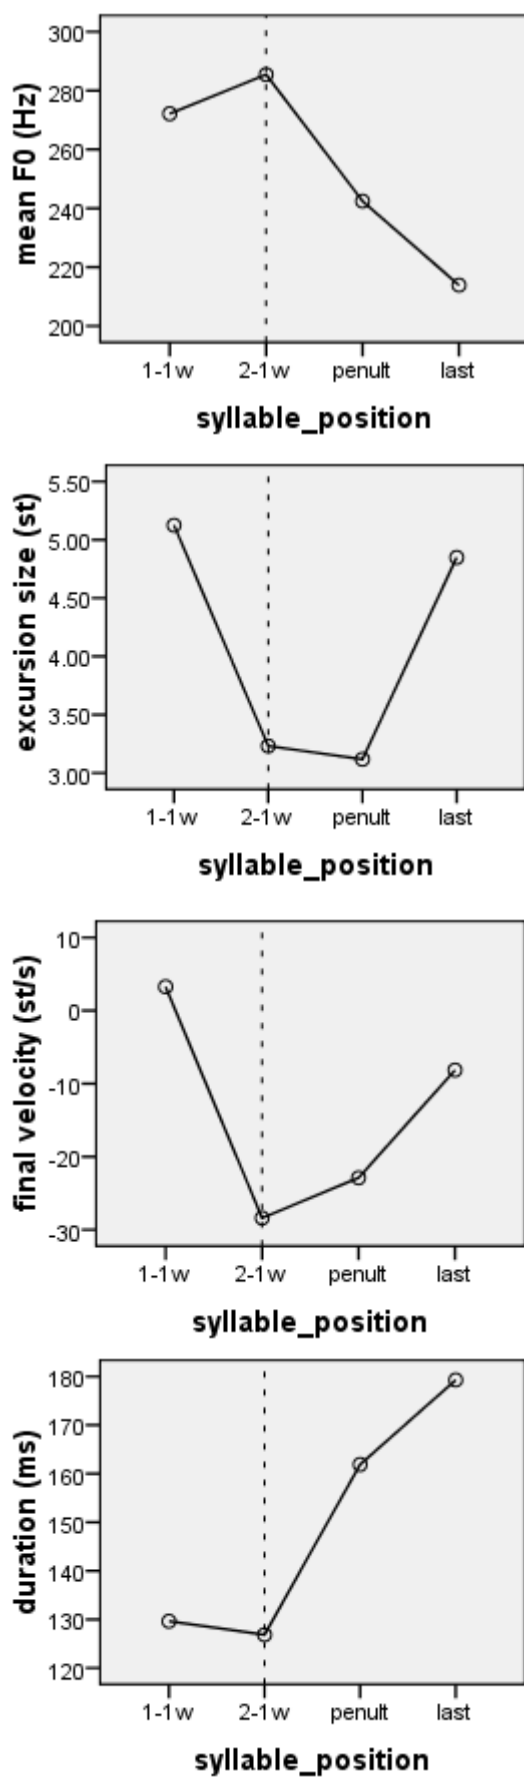 mean F0 (Hz)
300
280
260
240
220
200
1-1w 2-1w penult last
syllable_position
excursion size (st)
5.50
5.00
4.50
4.00
3.50
3.00
1-1w 2-1w penult last
syllable_position
final velocity (st/s)
10
0
-10
-20
-30
1-1w 2-1w penult last
syllable_position
duration (ms)
180
170
160
150
140
130
120
1-1w 2-1w penult last
syllable_position